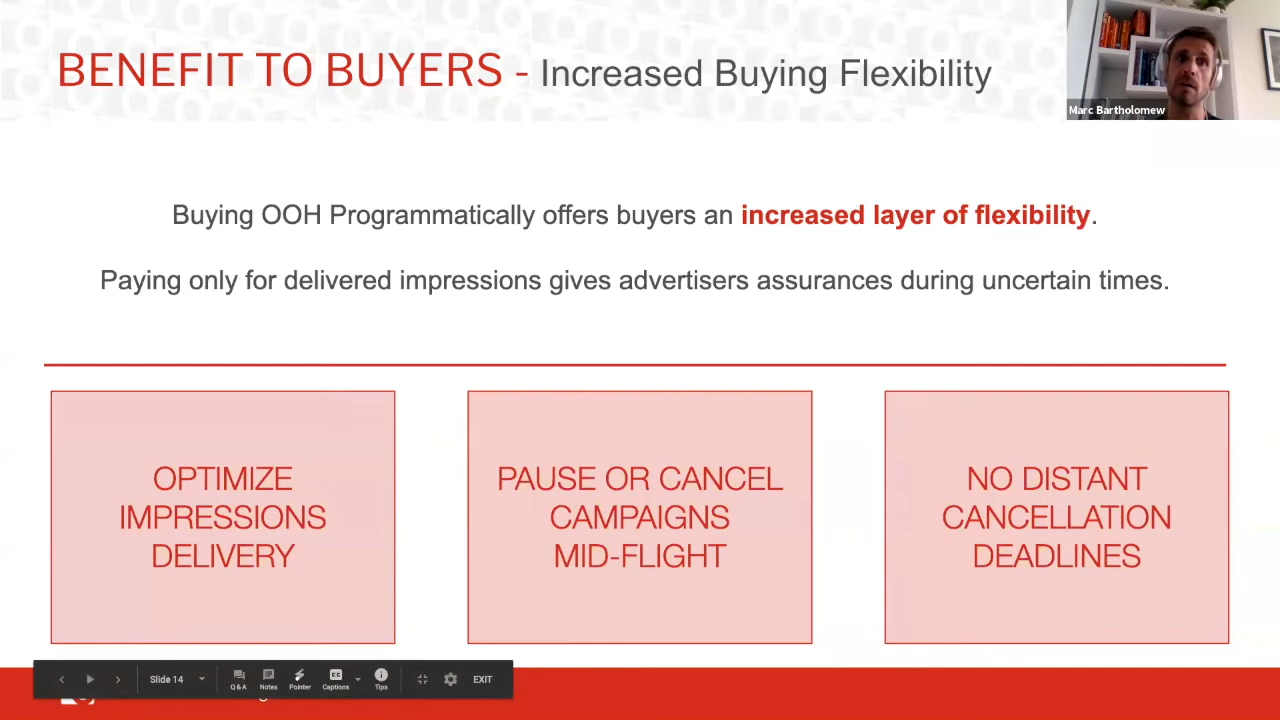 BENEFIT TO BUYERS - Increased Buying Flexibility
Marc Bartholomew
Buying OOH Programmatically offers buyers an increased layer of flexibility.
Paying only for delivered impressions gives advertisers assurances during uncertain times.
OPTIMIZE
IMPRESSIONS
DELIVERY
PAUSE OR CANCEL
CAMPAIGNS
MID-FLIGHT
NO DISTANT
CANCELLATION
DEADLINES
Slide 14
Q&A
Notes
Pointer
CC
Captions
Tips
EXIT